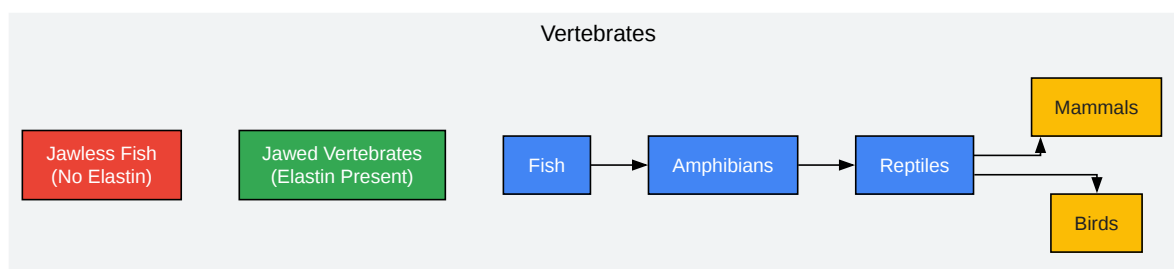 Vertebrates
Jawless Fish
(No Elastin)
Jawed Vertebrates
(Elastin Present)
Fish
Amphibians
Reptiles
Mammals
Birds